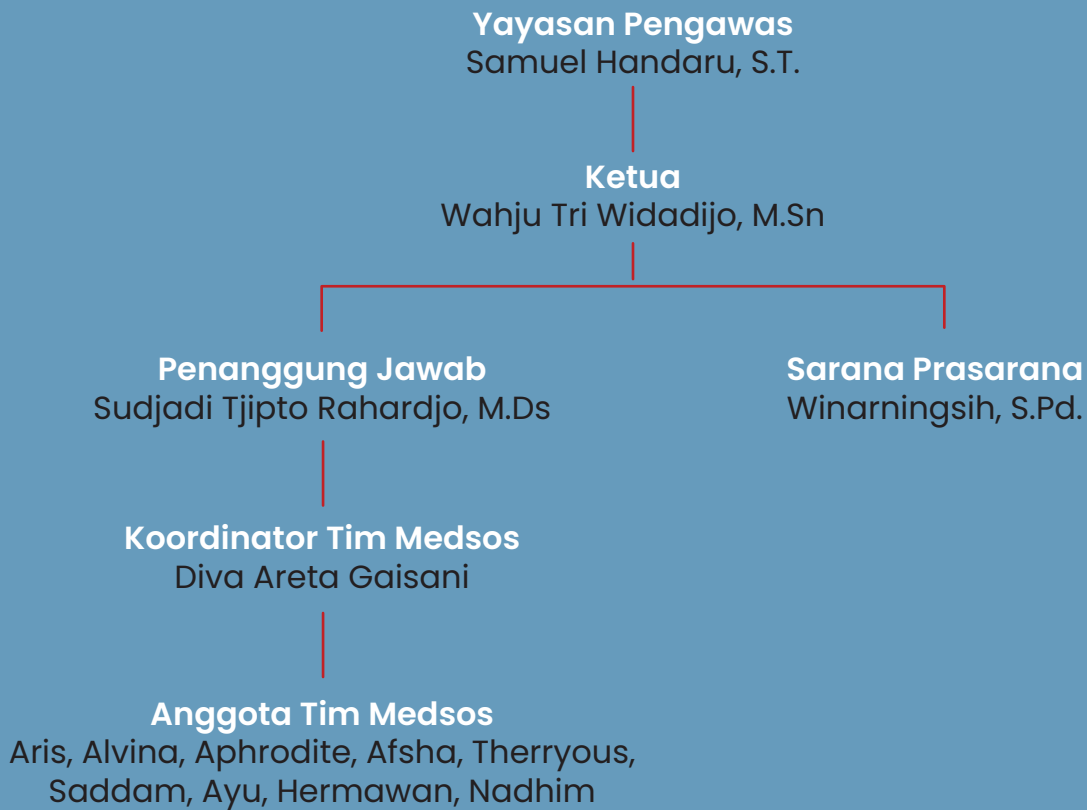 Yayasan Pengawas
Samuel Handaru, S.T.
Ketua
Wahju Tri Widadijo, M.Sn
Penanggung Jawab
Sudjadi Tjipto Rahardjo, M.Ds
Sarana Prasarana
Winarningsih, S.Pd.
Koordinator Tim Medsos
Diva Areta Gaisani
Anggota Tim Medsos
Aris, Alvina, Aphrodite, Afsha, Therryous,
Saddam, Ayu, Hermawan, Nadhim